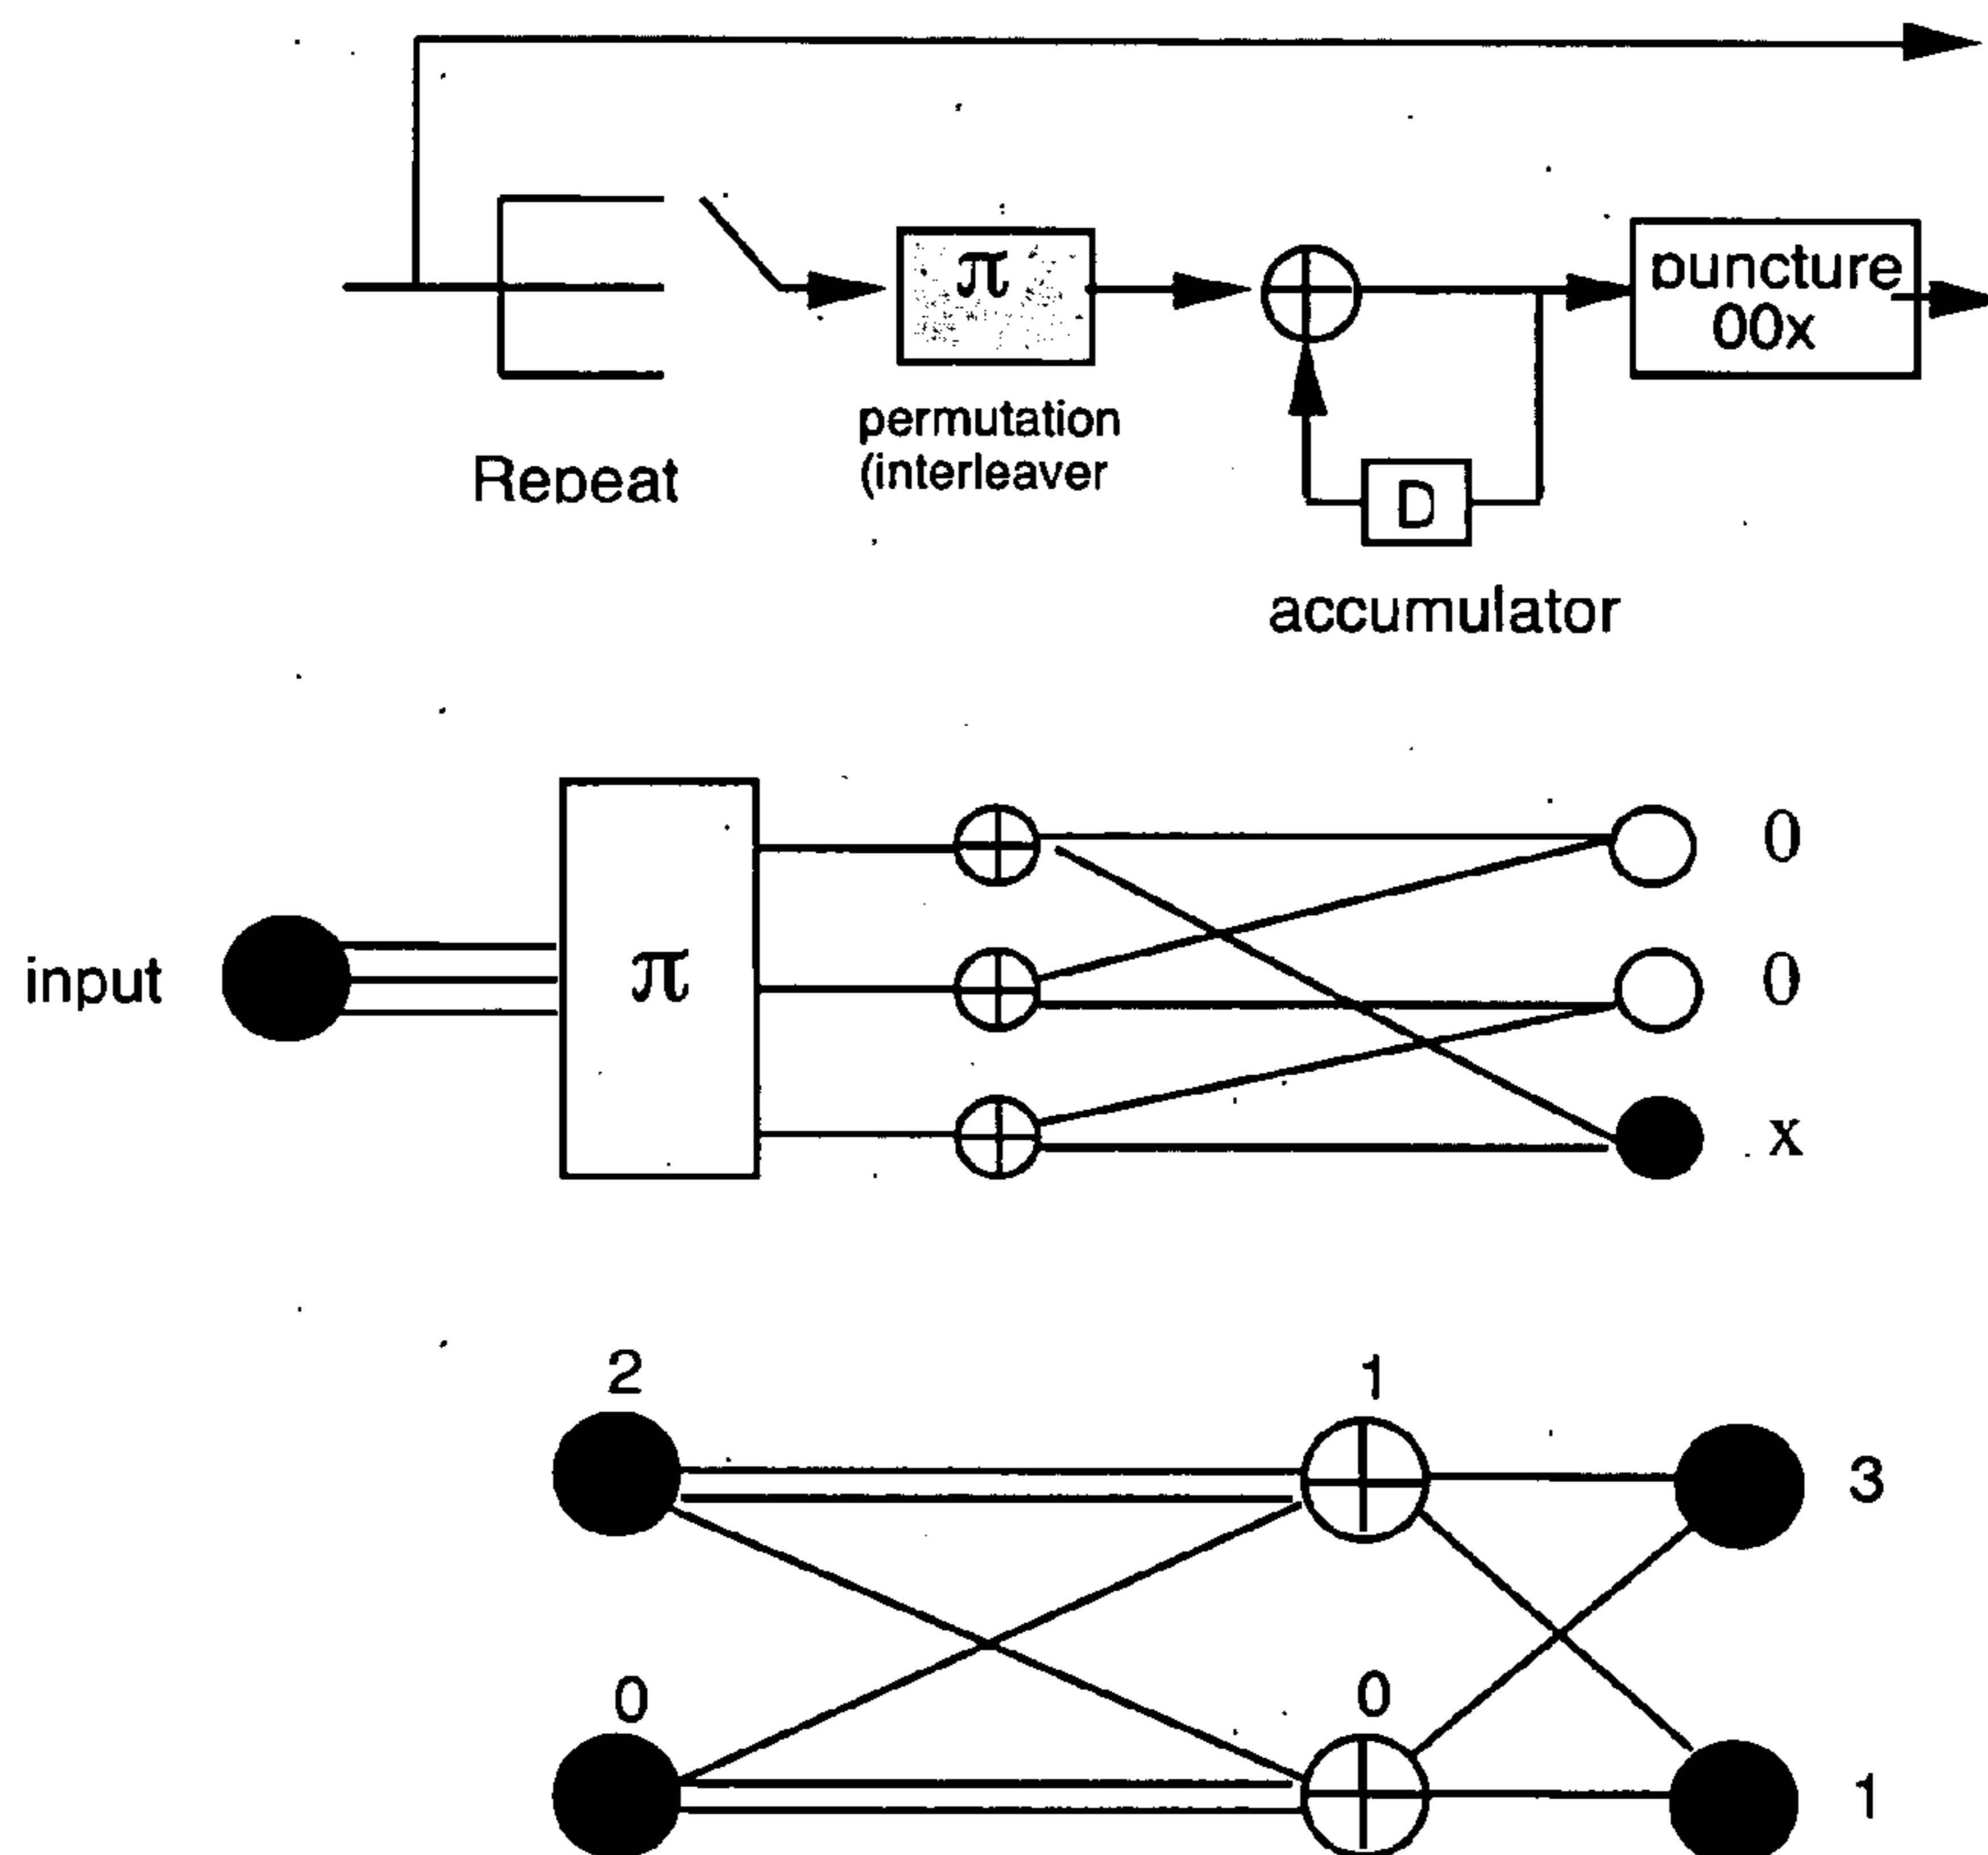 π
puncture
00x
permutation
(interleaver
Repeat
D
accumulator
0
input
π
0
x
2
1
3
0
0
1